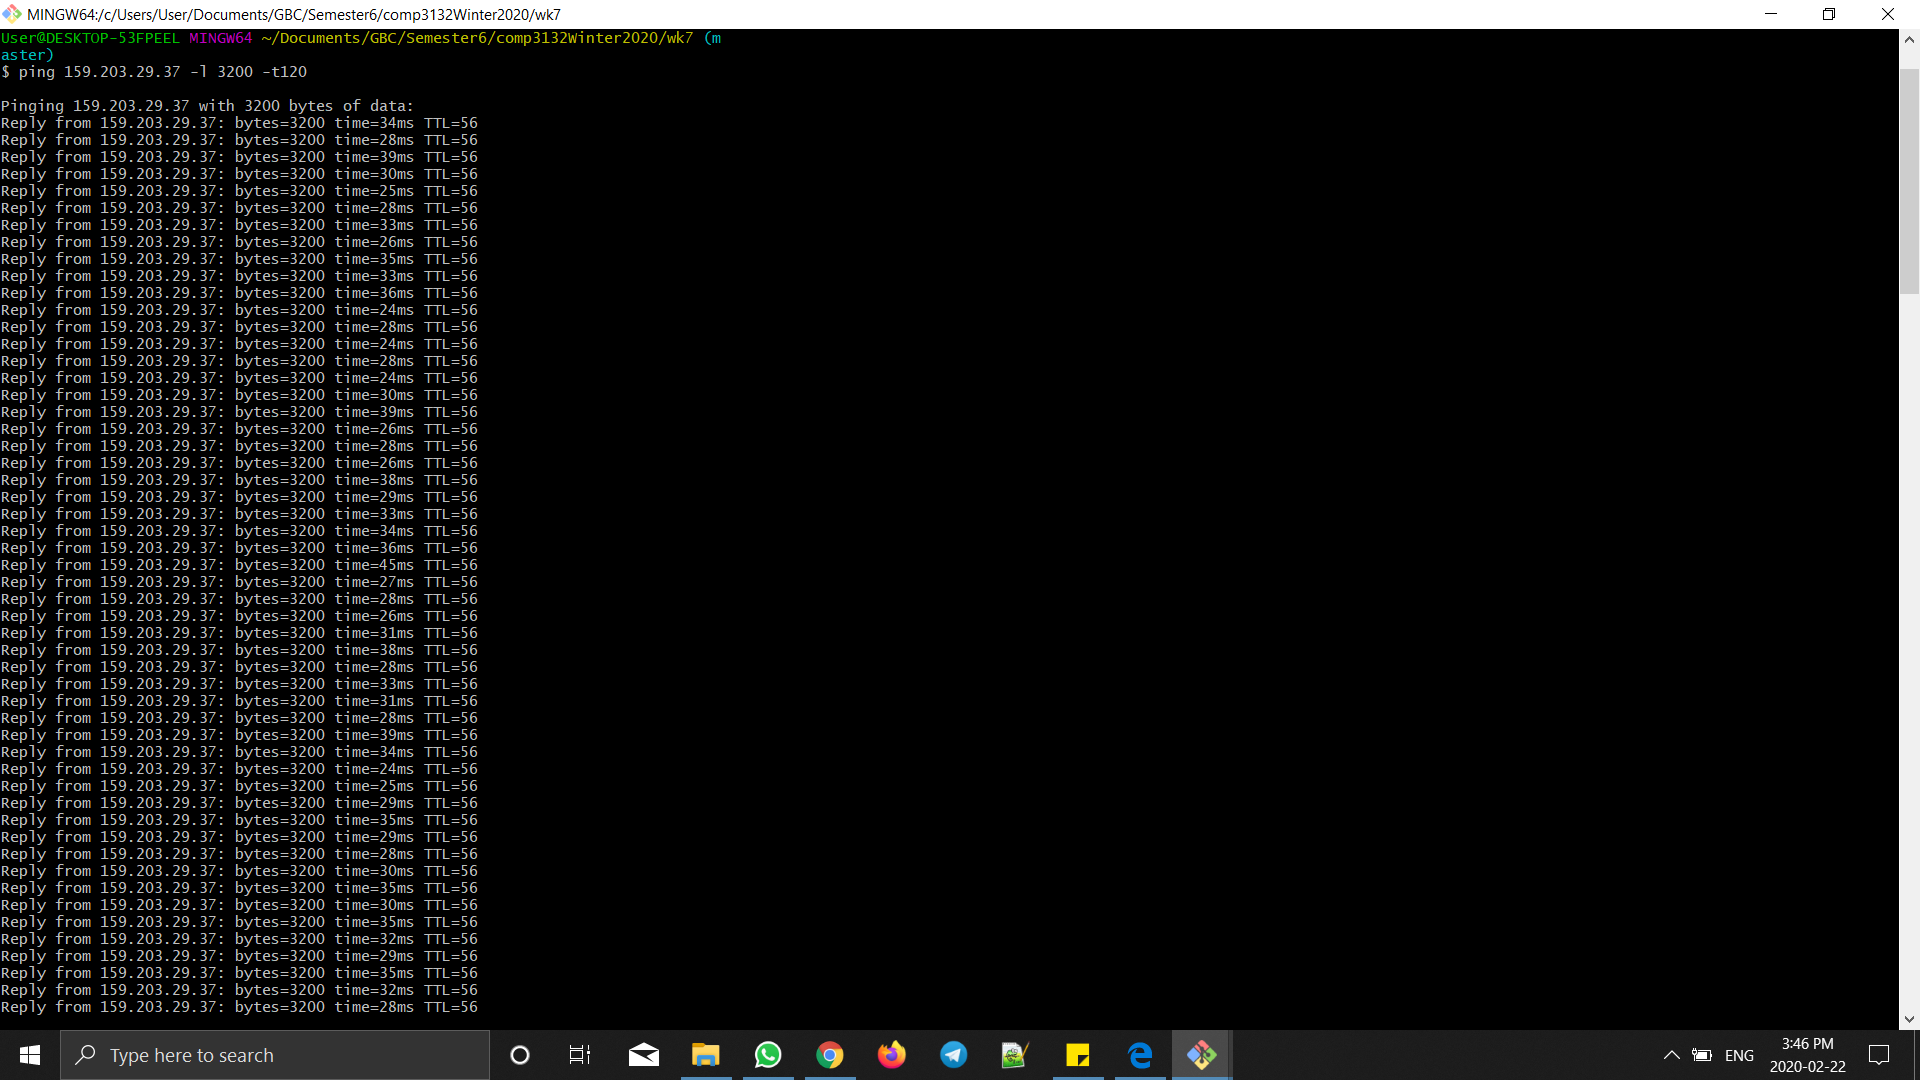 MINGW64:/c/Users/User/Documents/GBC/Semester6/comp3132Winter2020/wk7
User@DESKTOP-53FPEEL MINGW64 ~/Documents/GBC/Semester6/comp3132Winter2020/wk7 (m
aster)
$ ping 159.203.29.37 -l 3200 -t120
Pinging 159.203.29.37 with 3200 bytes of data:
Reply from 159.203.29.37: bytes=3200 time=34ms TTL=56
Reply from 159.203.29.37: bytes=3200 time=28ms TTL=56
Reply from 159.203.29.37: bytes=3200 time=39ms TTL=56
Reply from 159.203.29.37: bytes=3200 time=30ms TTL=56
Reply from 159.203.29.37: bytes=3200 time=25ms TTL=56
Reply from 159.203.29.37: bytes=3200 time=28ms TTL=56
Reply from 159.203.29.37: bytes=3200 time=33ms TTL=56
Reply from 159.203.29.37: bytes=3200 time=26ms TTL=56
Reply from 159.203.29.37: bytes=3200 time=35ms TTL=56
Reply from 159.203.29.37: bytes=3200 time=33ms TTL=56
Reply from 159.203.29.37: bytes=3200 time=36ms TTL=56
Reply from 159.203.29.37: bytes=3200 time=24ms TTL=56
Reply from 159.203.29.37: bytes=3200 time=28ms TTL=56
Reply from 159.203.29.37: bytes=3200 time=24ms TTL=56
Reply from 159.203.29.37: bytes=3200 time=28ms TTL=56
Reply from 159.203.29.37: bytes=3200 time=24ms TTL=56
Reply from 159.203.29.37: bytes=3200 time=30ms TTL=56
Reply from 159.203.29.37: bytes=3200 time=39ms TTL=56
Reply from 159.203.29.37: bytes=3200 time=26ms TTL=56
Reply from 159.203.29.37: bytes=3200 time=28ms TTL=56
Reply from 159.203.29.37: bytes=3200 time=26ms TTL=56
Reply from 159.203.29.37: bytes=3200 time=38ms TTL=56
Reply from 159.203.29.37: bytes=3200 time=29ms TTL=56
Reply from 159.203.29.37: bytes=3200 time=33ms TTL=56
Reply from 159.203.29.37: bytes=3200 time=34ms TTL=56
Reply from 159.203.29.37: bytes=3200 time=36ms TTL=56
Reply from 159.203.29.37: bytes=3200 time=45ms TTL=56
Reply from 159.203.29.37: bytes=3200 time=27ms TTL=56
Reply from 159.203.29.37: bytes=3200 time=28ms TTL=56
Reply from 159.203.29.37: bytes=3200 time=26ms TTL=56
Reply from 159.203.29.37: bytes=3200 time=31ms TTL=56
Reply from 159.203.29.37: bytes=3200 time=38ms TTL=56
Reply from 159.203.29.37: bytes=3200 time=28ms TTL=56
Reply from 159.203.29.37: bytes=3200 time=33ms TTL=56
Reply from 159.203.29.37: bytes=3200 time=31ms TTL=56
Reply from 159.203.29.37: bytes=3200 time=28ms TTL=56
Reply from 159.203.29.37: bytes=3200 time=39ms TTL=56
Reply from 159.203.29.37: bytes=3200 time=34ms TTL=56
Reply from 159.203.29.37: bytes=3200 time=24ms TTL=56
Reply from 159.203.29.37: bytes=3200 time=25ms TTL=56
Reply from 159.203.29.37: bytes=3200 time=29ms TTL=56
Reply from 159.203.29.37: bytes=3200 time=35ms TTL=56
Reply from 159.203.29.37: bytes=3200 time=29ms TTL=56
Reply from 159.203.29.37: bytes=3200 time=28ms TTL=56
Reply from 159.203.29.37: bytes=3200 time=30ms TTL=56
Reply from 159.203.29.37: bytes=3200 time=35ms TTL=56
Reply from 159.203.29.37: bytes=3200 time=30ms TTL=56
Reply from 159.203.29.37: bytes=3200 time=35ms TTL=56
Reply from 159.203.29.37: bytes=3200 time=32ms TTL=56
Reply from 159.203.29.37: bytes=3200 time=29ms TTL=56
Reply from 159.203.29.37: bytes=3200 time=35ms TTL=56
Reply from 159.203.29.37: bytes=3200 time=32ms TTL=56
Reply from 159.203.29.37: bytes=3200 time=28ms TTL=56
Type here to search
ENG
3:46 PM
2020-02-22